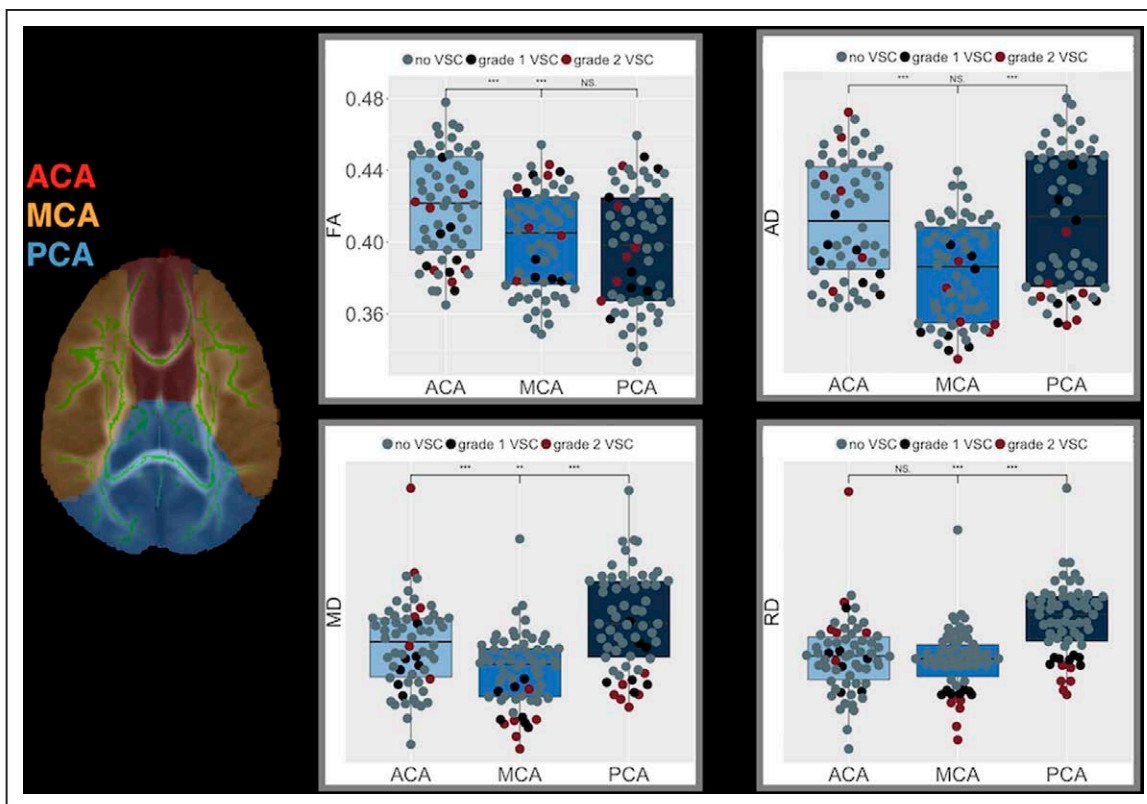 ACA
MCA
PCA
no VSC grade 1 VSC grade 2 VSC
*** *** NS.
FA
0.48
0.44
0.40
0.36
ACA MCA PCA
no VSC grade 1 VSC grade 2 VSC
*** NS. ***
AD
ACA MCA PCA
no VSC grade 1 VSC grade 2 VSC
*** ** ***
MD
ACA MCA PCA
no VSC grade 1 VSC grade 2 VSC
NS. *** ***
RD
ACA MCA PCA